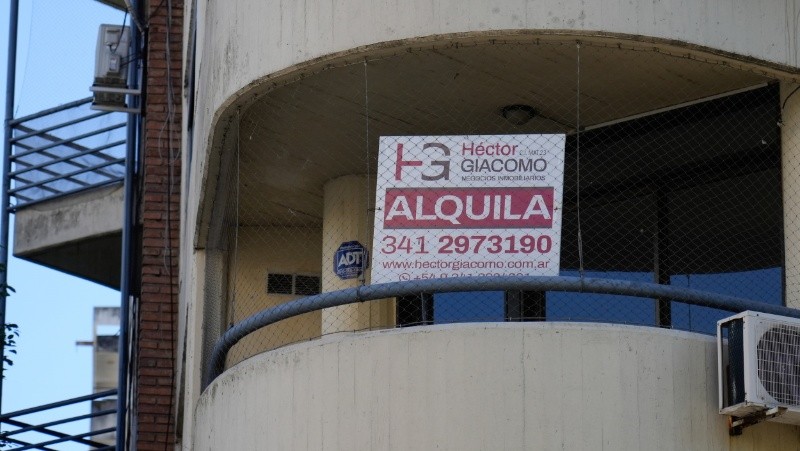 HG
Héctor
GIACOMO
NEGOCIOS INMOBILIARIOS
ALQUILA
341 2973190
www.hectorgiacomo.com.ar
ADT